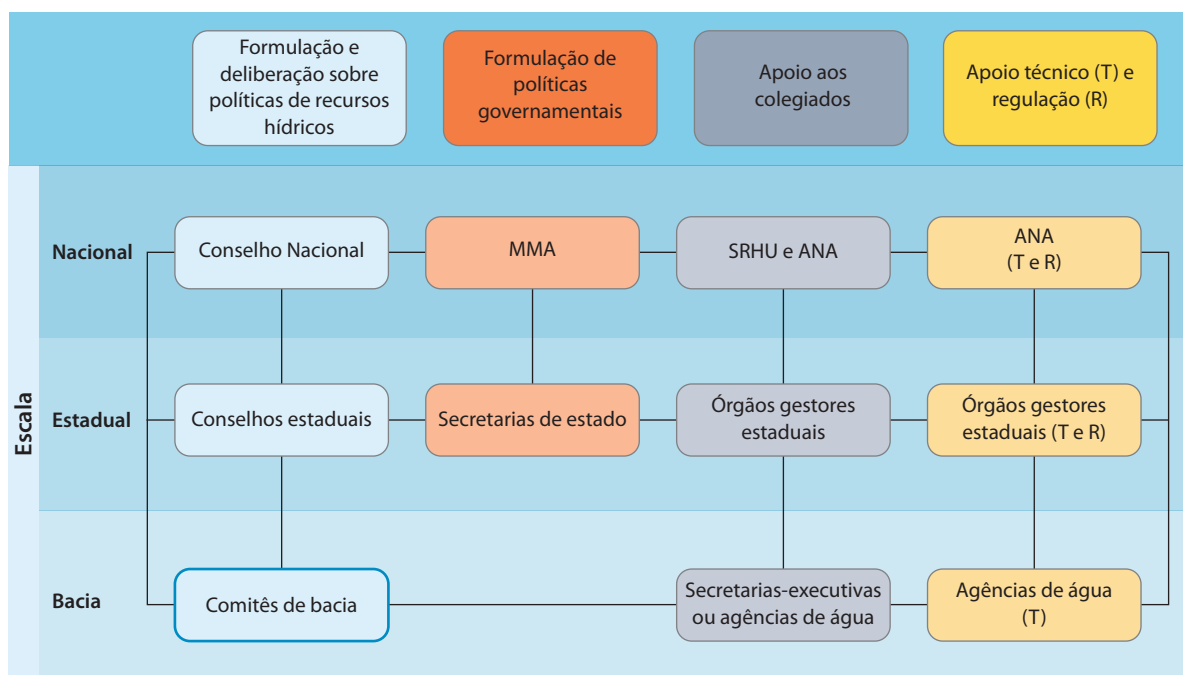 Formulação e
deliberação sobre
políticas de recursos
hídricos
Formulação de
políticas
governamentais
Apoio aos
colegiados
Apoio técnico (T) e
regulação (R)
Escala
Nacional
Conselho Nacional
MMA
SRHU e ANA
ANA
(T e R)
Estadual
Conselhos estaduais
Secretarias de estado
Órgãos gestores
estaduais
Órgãos gestores
estaduais (T e R)
Bacia
Comitês de bacia
Secretarias-executivas
ou agências de água
Agências de água
(T)